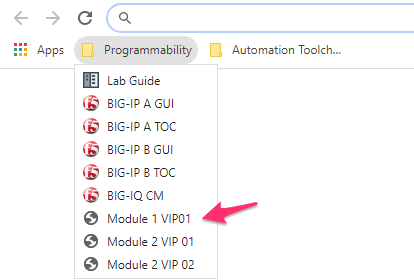 Apps Programmability Automation Toolch...
Lab Guide
BIG-IP A GUI
BIG-IP A TOC
BIG-IP B GUI
BIG-IP B TOC
BIG-IQ CM
Module 1 VIP01
Module 2 VIP 01
Module 2 VIP 02